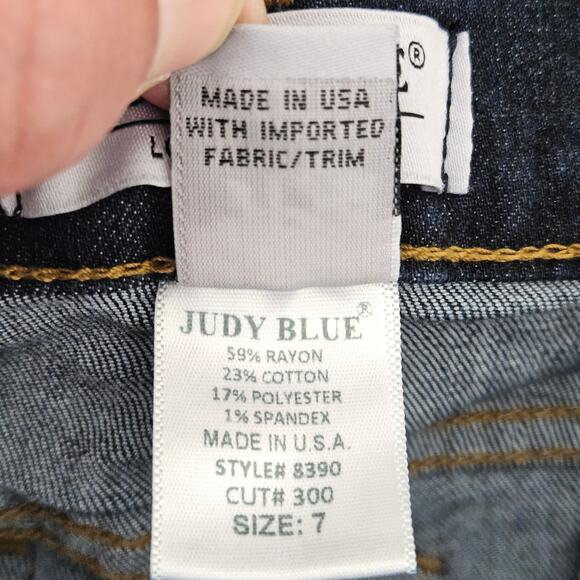 MADE IN USA
WITH IMPORTED
FABRIC/TRIM
JUDY BLUE®
59% RAYON
23% COTTON
17% POLYESTER
1% SPANDEX
MADE IN U.S.A.
STYLE# 8390
CUT# 300
SIZE: 7